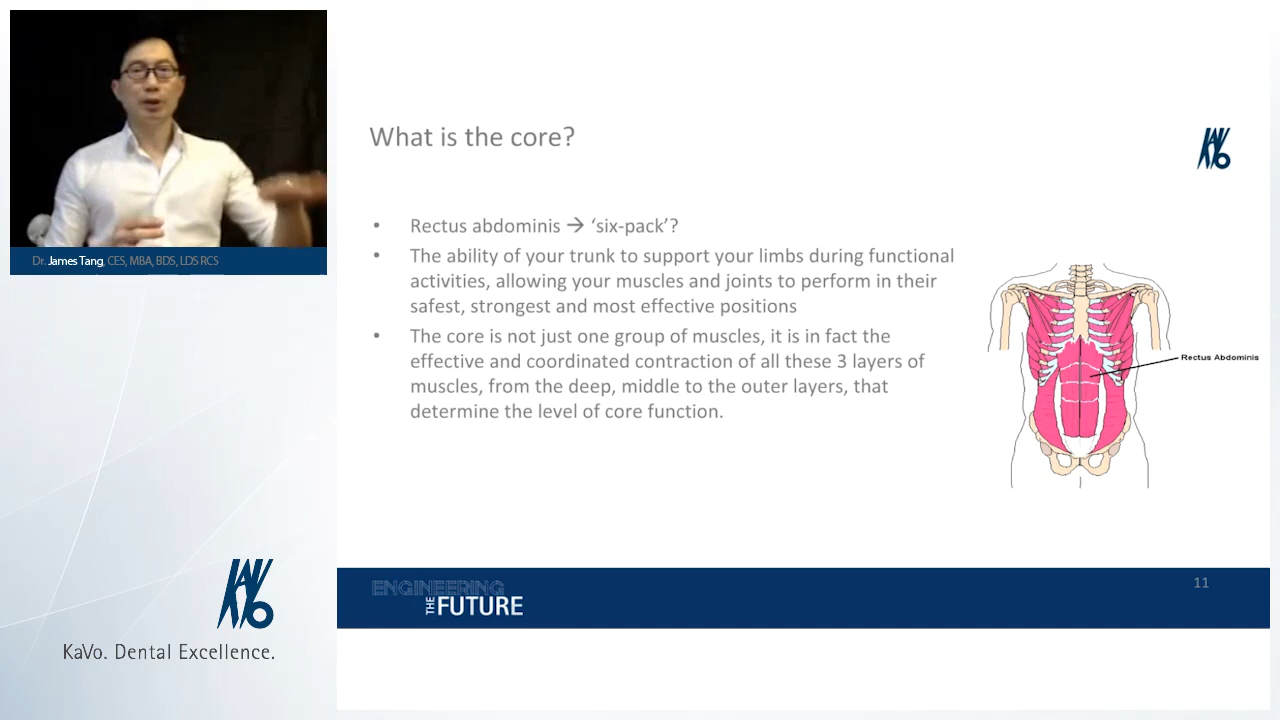 Dr. James Tang, CES, MBA, BDS, LDS RCS
What is the core?
KAVO
• Rectus abdominis → ‘six-pack’?
• The ability of your trunk to support your limbs during functional
activities, allowing your muscles and joints to perform in their
safest, strongest and most effective positions
• The core is not just one group of muscles, it is in fact the
effective and coordinated contraction of all these 3 layers of
muscles, from the deep, middle to the outer layers, that
determine the level of core function.
Rectus Abdominis
ENGINEERING
THE FUTURE
11
KAVO
KaVo. Dental Excellence.